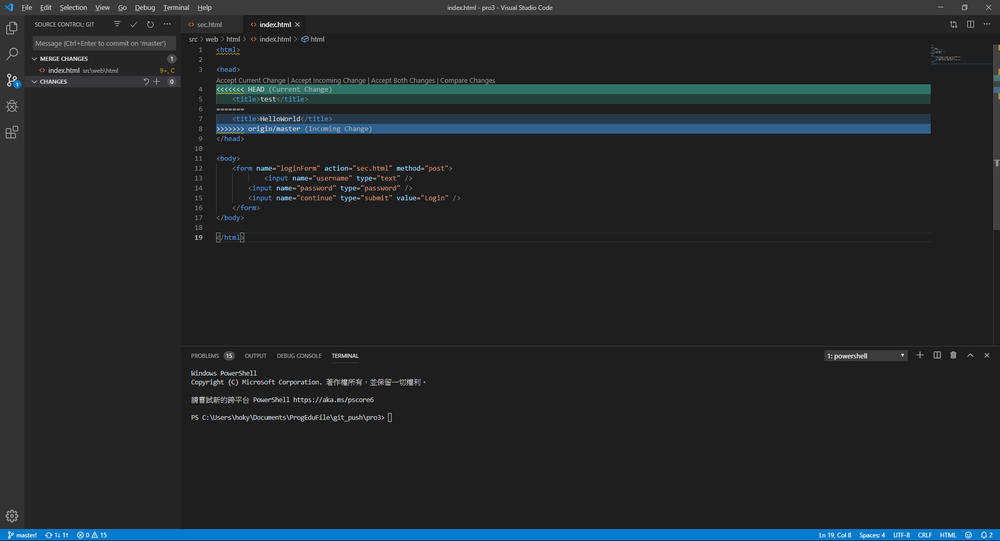 File Edit Selection View Go Debug Terminal Help
index.html - pro3 - Visual Studio Code
SOURCE CONTROL: GIT
Message (Ctrl+Enter to commit on 'master')
MERGE CHANGES 1
index.html src\web\html 9+, C
CHANGES 0
1
sec.html index.html
src > web > html > index.html > html
1 <html>
2
3 <head>
Accept Current Change | Accept Incoming Change | Accept Both Changes | Compare Changes
4 <<<<<<< HEAD (Current Change)
5     <title>test</title>
6 =======
7     <title>HelloWorld</title>
8 >>>>>>> origin/master (Incoming Change)
9 </head>
10
11 <body>
12     <form name="loginForm" action="sec.html" method="post">
13             <input name="username" type="text" />
14         <input name="password" type="password" />
15         <input name="continue" type="submit" value="Login" />
16     </form>
17 </body>
18
19 </html>
PROBLEMS 15 OUTPUT DEBUG CONSOLE TERMINAL
1: powershell
Windows PowerShell
Copyright (C) Microsoft Corporation. 著作權所有，並保留一切權利。
請嘗試新的跨平台 PowerShell https://aka.ms/pscore6
PS C:\Users\hoky\Documents\ProgEduFile\git_push\pro3>
master! 1↓ 1↑ 0 15
Ln 19, Col 8 Spaces: 4 UTF-8 CRLF HTML 2